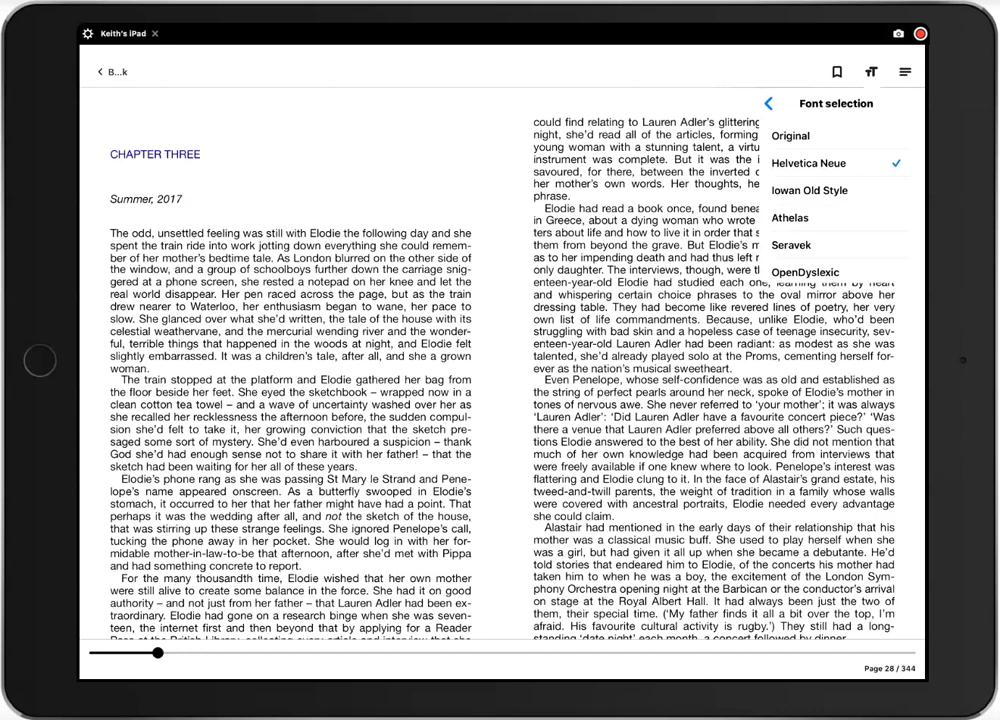 Keith's iPad
B...k
CHAPTER THREE
Summer, 2017
The odd, unsettled feeling was still with Elodie the following day and she
spent the train ride into work jotting down everything she could remem-
ber of her mother's bedtime tale. As London blurred on the other side of
the window, and a group of schoolboys further down the carriage snig-
gered at a phone screen, she rested a notepad on her knee and let the
real world disappear. Her pen raced across the page, but as the train
drew nearer to Waterloo, her enthusiasm began to wane, her pace to
slow. She glanced over what she'd written, the tale of the house with its
celestial weathervane, and the mercurial wending river and the wonder-
ful, terrible things that happened in the woods at night, and Elodie felt
slightly embarrassed. It was a children's tale, after all, and she a grown
woman.
The train stopped at the platform and Elodie gathered her bag from
the floor beside her feet. She eyed the sketchbook – wrapped now in a
clean cotton tea towel – and a wave of uncertainty washed over her as
she recalled her recklessness the afternoon before, the sudden compul-
sion she'd felt to take it, her growing conviction that the sketch pre-
saged some sort of mystery. She'd even harboured a suspicion – thank
God she'd had enough sense not to share it with her father! – that the
sketch had been waiting for her all of these years.
Elodie's phone rang as she was passing St Mary le Strand and Pene-
lope's name appeared onscreen. As a butterfly swooped in Elodie's
stomach, it occurred to her that her father might have had a point. That
perhaps it was the wedding after all, and not the sketch of the house,
that was stirring up these strange feelings. She ignored Penelope's call,
tucking the phone away in her pocket. She would log in with her for-
midable mother-in-law-to-be that afternoon, after she'd met with Pippa
and had something concrete to report.
For the many thousandth time, Elodie wished that her own mother
were still alive to create some balance in the force. She had it on good
authority – and not just from her father – that Lauren Adler had been ex-
traordinary. Elodie had gone on a research binge when she was seven-
teen, the internet first and then beyond that by applying for a Reader
Pass at the British Library, collecting every article and interview that she
could find relating to Lauren Adler's glittering
night, she'd read all of the articles, forming
young woman with a stunning talent, a virtu
instrument was complete. But it was the i
savoured, for there, between the inverted c
her mother's own words. Her thoughts, he
phrase.
Elodie had read a book once, found benea
in Greece, about a dying woman who wrote
ters about life and how to live it in order that s
them from beyond the grave. But Elodie's m
as to her impending death and had thus left r
only daughter. The interviews, though, were th
enteen-year-old Elodie had studied each one, learning them by heart
and whispering certain choice phrases to the oval mirror above her
dressing table. They had become like revered lines of poetry, her very
own list of life commandments. Because, unlike Elodie, who'd been
struggling with bad skin and a hopeless case of teenage insecurity, sev-
enteen-year-old Lauren Adler had been radiant: as modest as she was
talented, she'd already played solo at the Proms, cementing herself for-
ever as the nation's musical sweetheart.
Even Penelope, whose self-confidence was as old and established as
the string of perfect pearls around her neck, spoke of Elodie's mother in
tones of nervous awe. She never referred to 'your mother'; it was always
'Lauren Adler': 'Did Lauren Adler have a favourite concert piece?' 'Was
there a venue that Lauren Adler preferred above all others?' Such ques-
tions Elodie answered to the best of her ability. She did not mention that
much of her own knowledge had been acquired from interviews that
were freely available if one knew where to look. Penelope's interest was
flattering and Elodie clung to it. In the face of Alastair's grand estate, his
tweed-and-twill parents, the weight of tradition in a family whose walls
were covered with ancestral portraits, Elodie needed every advantage
she could claim.
Alastair had mentioned in the early days of their relationship that his
mother was a classical music buff. She used to play herself when she
was a girl, but had given it all up when she became a debutante. He'd
told stories that endeared him to Elodie, of the concerts his mother had
taken him to when he was a boy, the excitement of the London Sym-
phony Orchestra opening night at the Barbican or the conductor's arrival
on stage at the Royal Albert Hall. It had always been just the two of
them, their special time. ('My father finds it all a bit over the top, I'm
afraid. His favourite cultural activity is rugby.') They still had a long-
standing 'date night' each month, a concert followed by dinner.
Font selection
Original
Helvetica Neue
Iowan Old Style
Athelas
Seravek
OpenDyslexic
Page 28 / 344